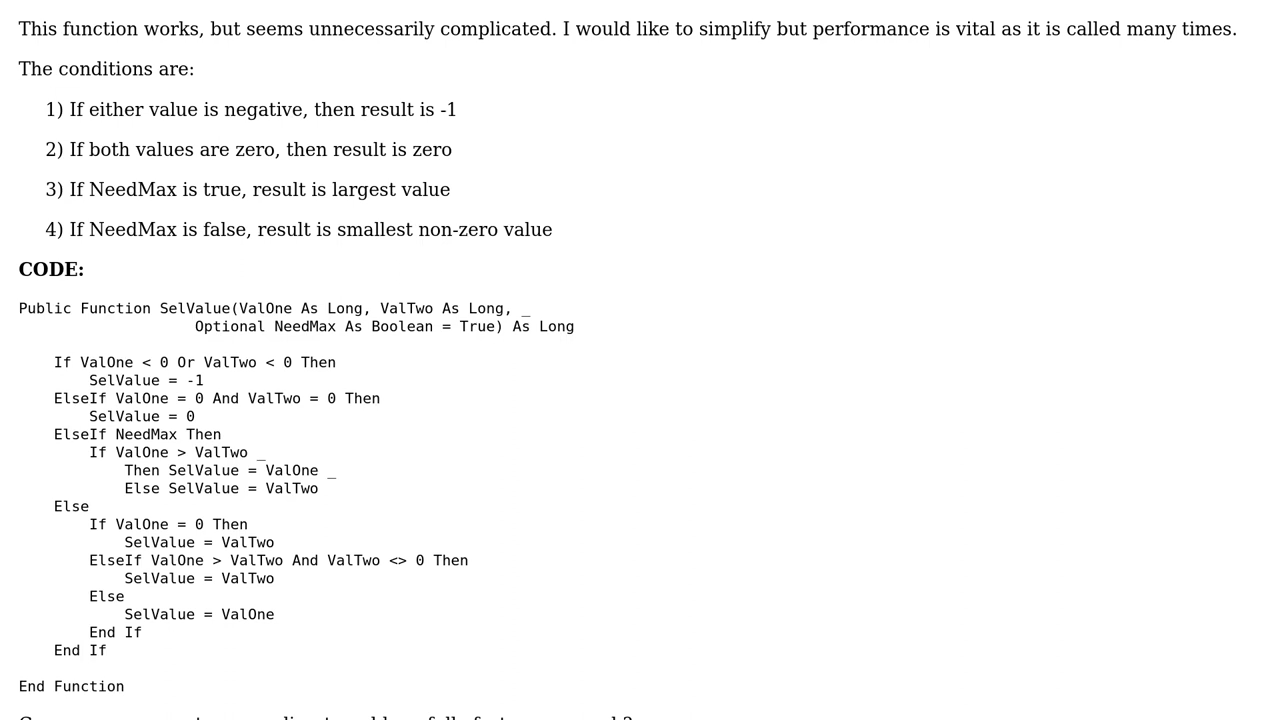 This function works, but seems unnecessarily complicated. I would like to simplify but performance is vital as it is called many times.
The conditions are:
1) If either value is negative, then result is -1
2) If both values are zero, then result is zero
3) If NeedMax is true, result is largest value
4) If NeedMax is false, result is smallest non-zero value
CODE:
Public Function SelValue(ValOne As Long, ValTwo As Long, _
                    Optional NeedMax As Boolean = True) As Long
    If ValOne < 0 Or ValTwo < 0 Then
        SelValue = -1
    ElseIf ValOne = 0 And ValTwo = 0 Then
        SelValue = 0
    ElseIf NeedMax Then
        If ValOne > ValTwo _
            Then SelValue = ValOne _
            Else SelValue = ValTwo
    Else
        If ValOne = 0 Then
            SelValue = ValTwo
        ElseIf ValOne > ValTwo And ValTwo <> 0 Then
            SelValue = ValTwo
        Else
            SelValue = ValOne
        End If
    End If
End Function